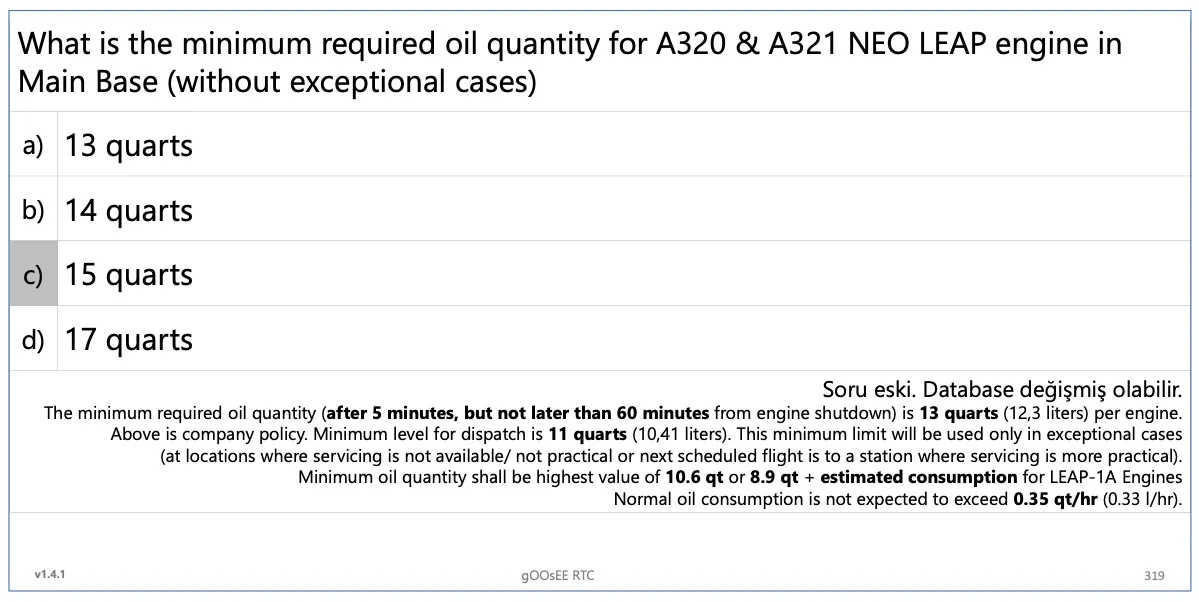 What is the minimum required oil quantity for A320 & A321 NEO LEAP engine in
Main Base (without exceptional cases)
a) 13 quarts
b) 14 quarts
c) 15 quarts
d) 17 quarts
Soru eski. Database değişmiş olabilir.
The minimum required oil quantity (after 5 minutes, but not later than 60 minutes from engine shutdown) is 13 quarts (12,3 liters) per engine.
Above is company policy. Minimum level for dispatch is 11 quarts (10,41 liters). This minimum limit will be used only in exceptional cases
(at locations where servicing is not available/ not practical or next scheduled flight is to a station where servicing is more practical).
Minimum oil quantity shall be highest value of 10.6 qt or 8.9 qt + estimated consumption for LEAP-1A Engines
Normal oil consumption is not expected to exceed 0.35 qt/hr (0.33 l/hr).
v1.4.1 gOOsEE RTC 319